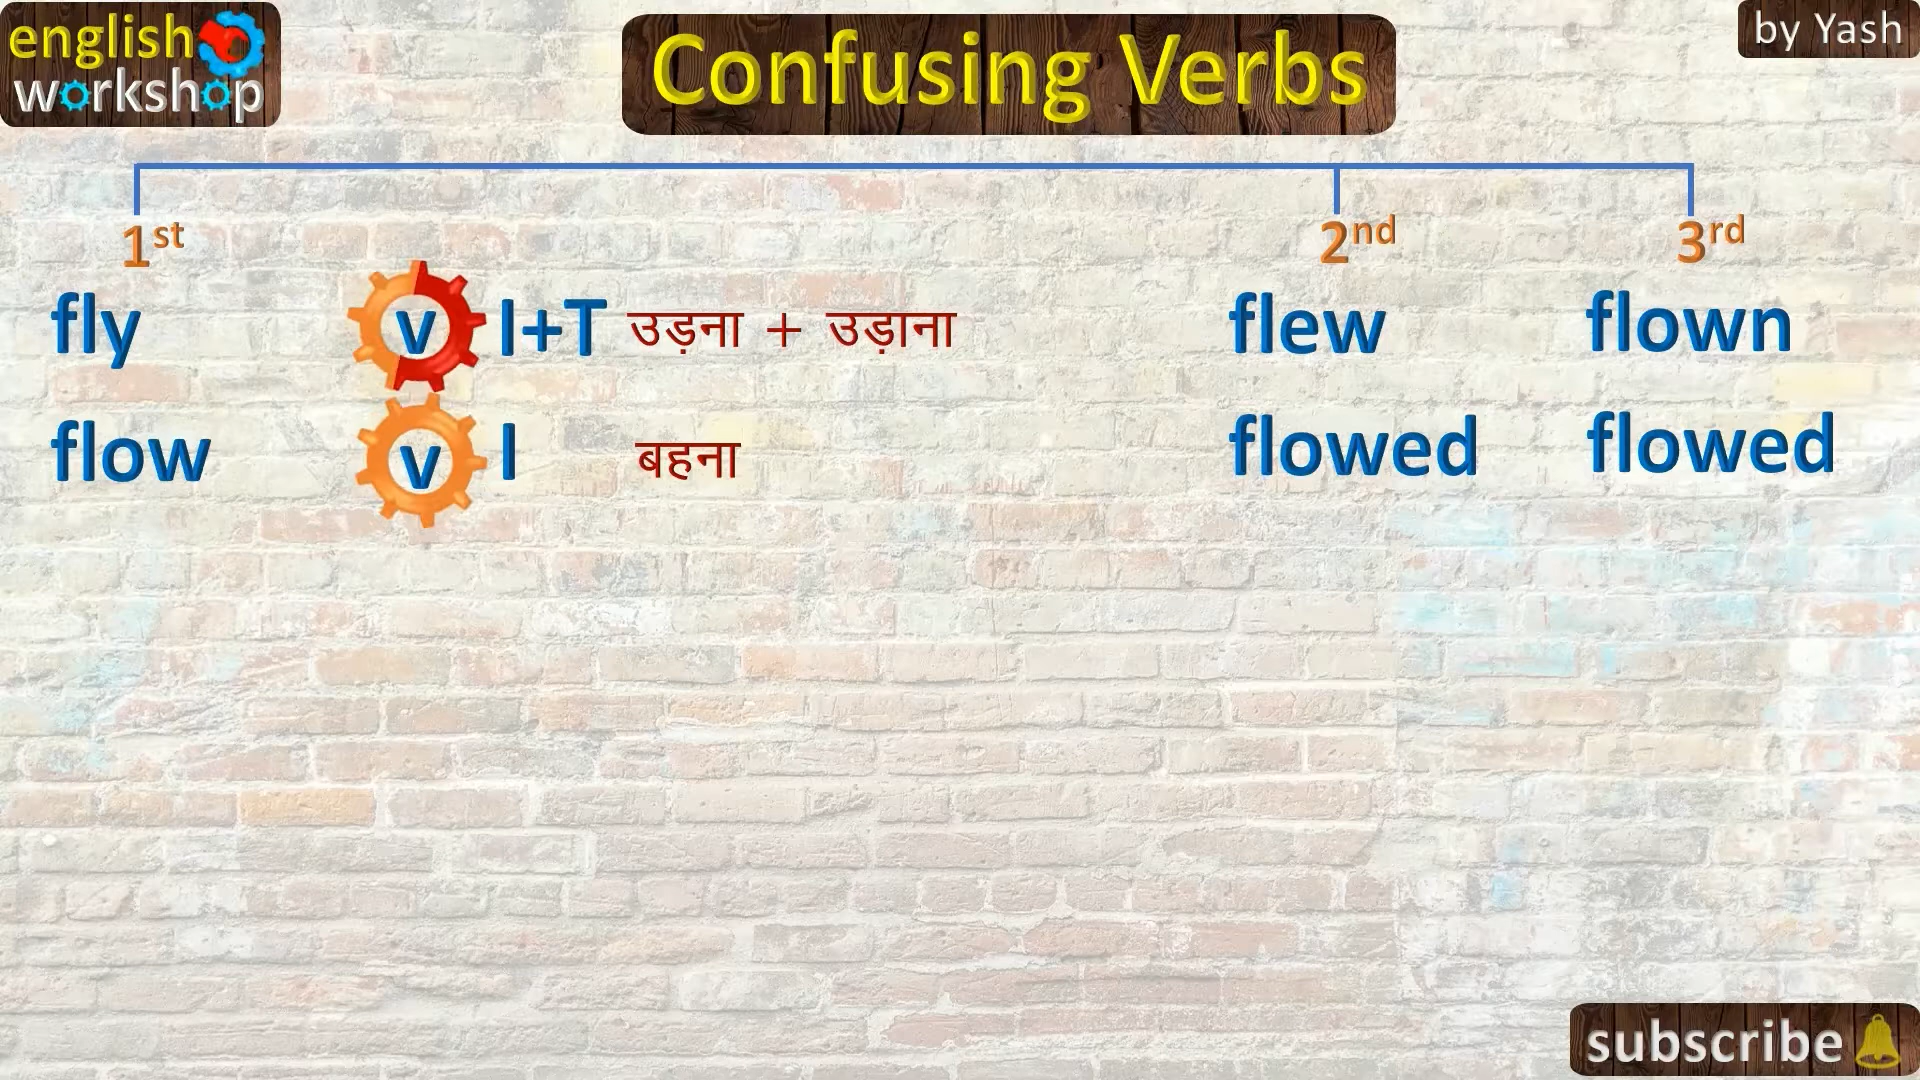 english
workshop
Confusing Verbs
by Yash
1st 2nd 3rd
fly v I+T उड़ना + उड़ाना flew flown
flow v I बहना flowed flowed
subscribe